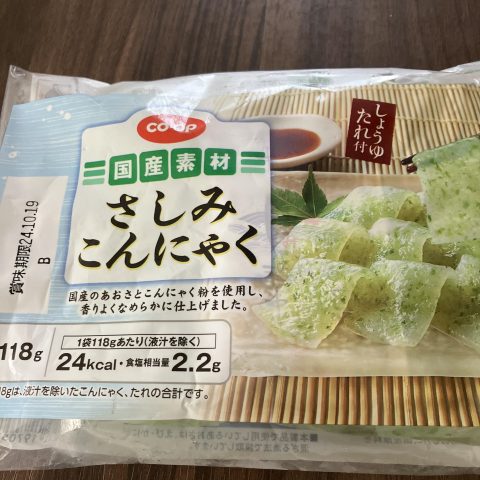 CO・OP
国産素材
さしみ
こんにゃく
しょうゆ
たれ付
賞味期限24.10.19
B
国産のあおさとこんにゃく粉を使用し、
香りよくなめらかに仕上げました。
118g
1袋118gあたり(液汁を除く)
24kcal・食塩相当量2.2g
8gは、液汁を除いたこんにゃく、たれの合計です。